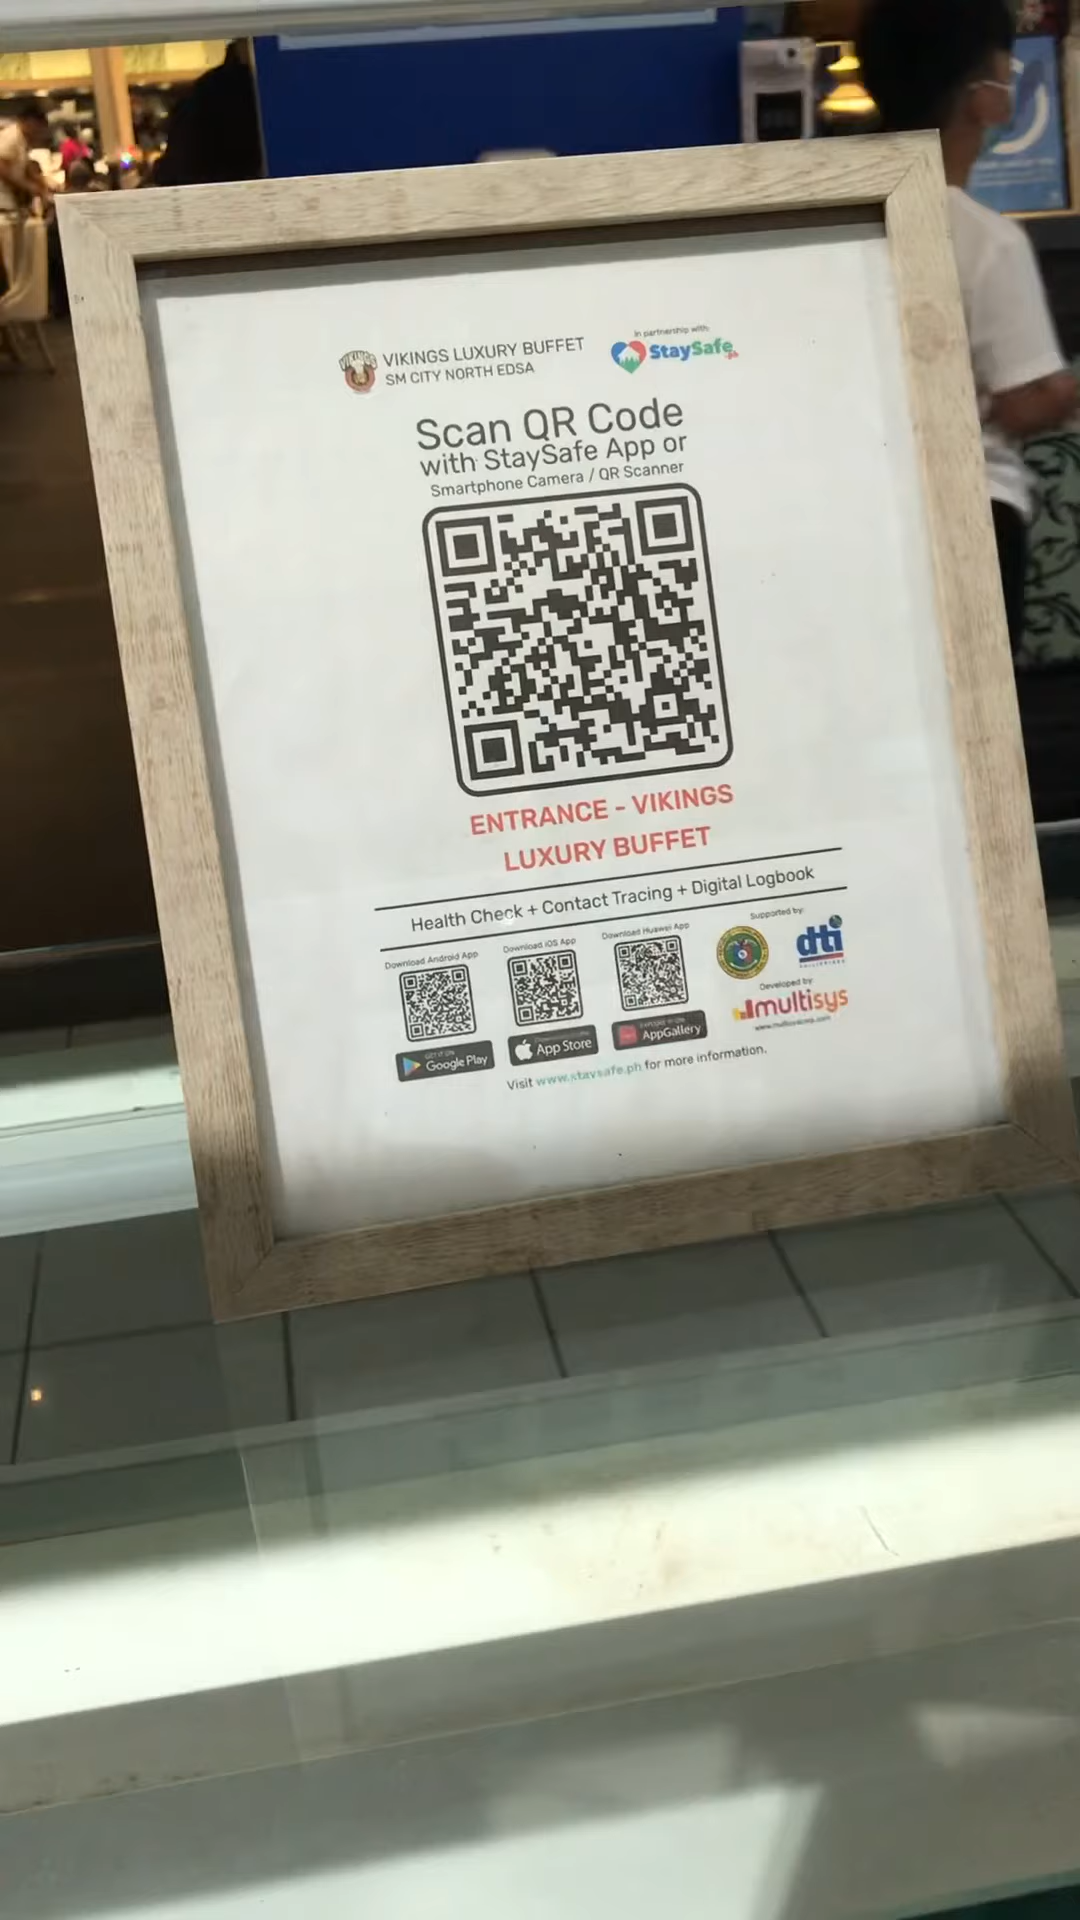 VIKINGS LUXURY BUFFET
SM CITY NORTH EDSA
In partnership with:
StaySafe.ph
Scan QR Code
with StaySafe App or
Smartphone Camera / QR Scanner
ENTRANCE - VIKINGS
LUXURY BUFFET
Health Check + Contact Tracing + Digital Logbook
Download Android App
Download iOS App
Download Huawei App
Supported by:
dti
PHILIPPINES
Developed by:
multisys
www.multisyscorp.com
GET IT ON
Google Play
App Store
EXPLORE IT ON
AppGallery
Visit www.staysafe.ph for more information.